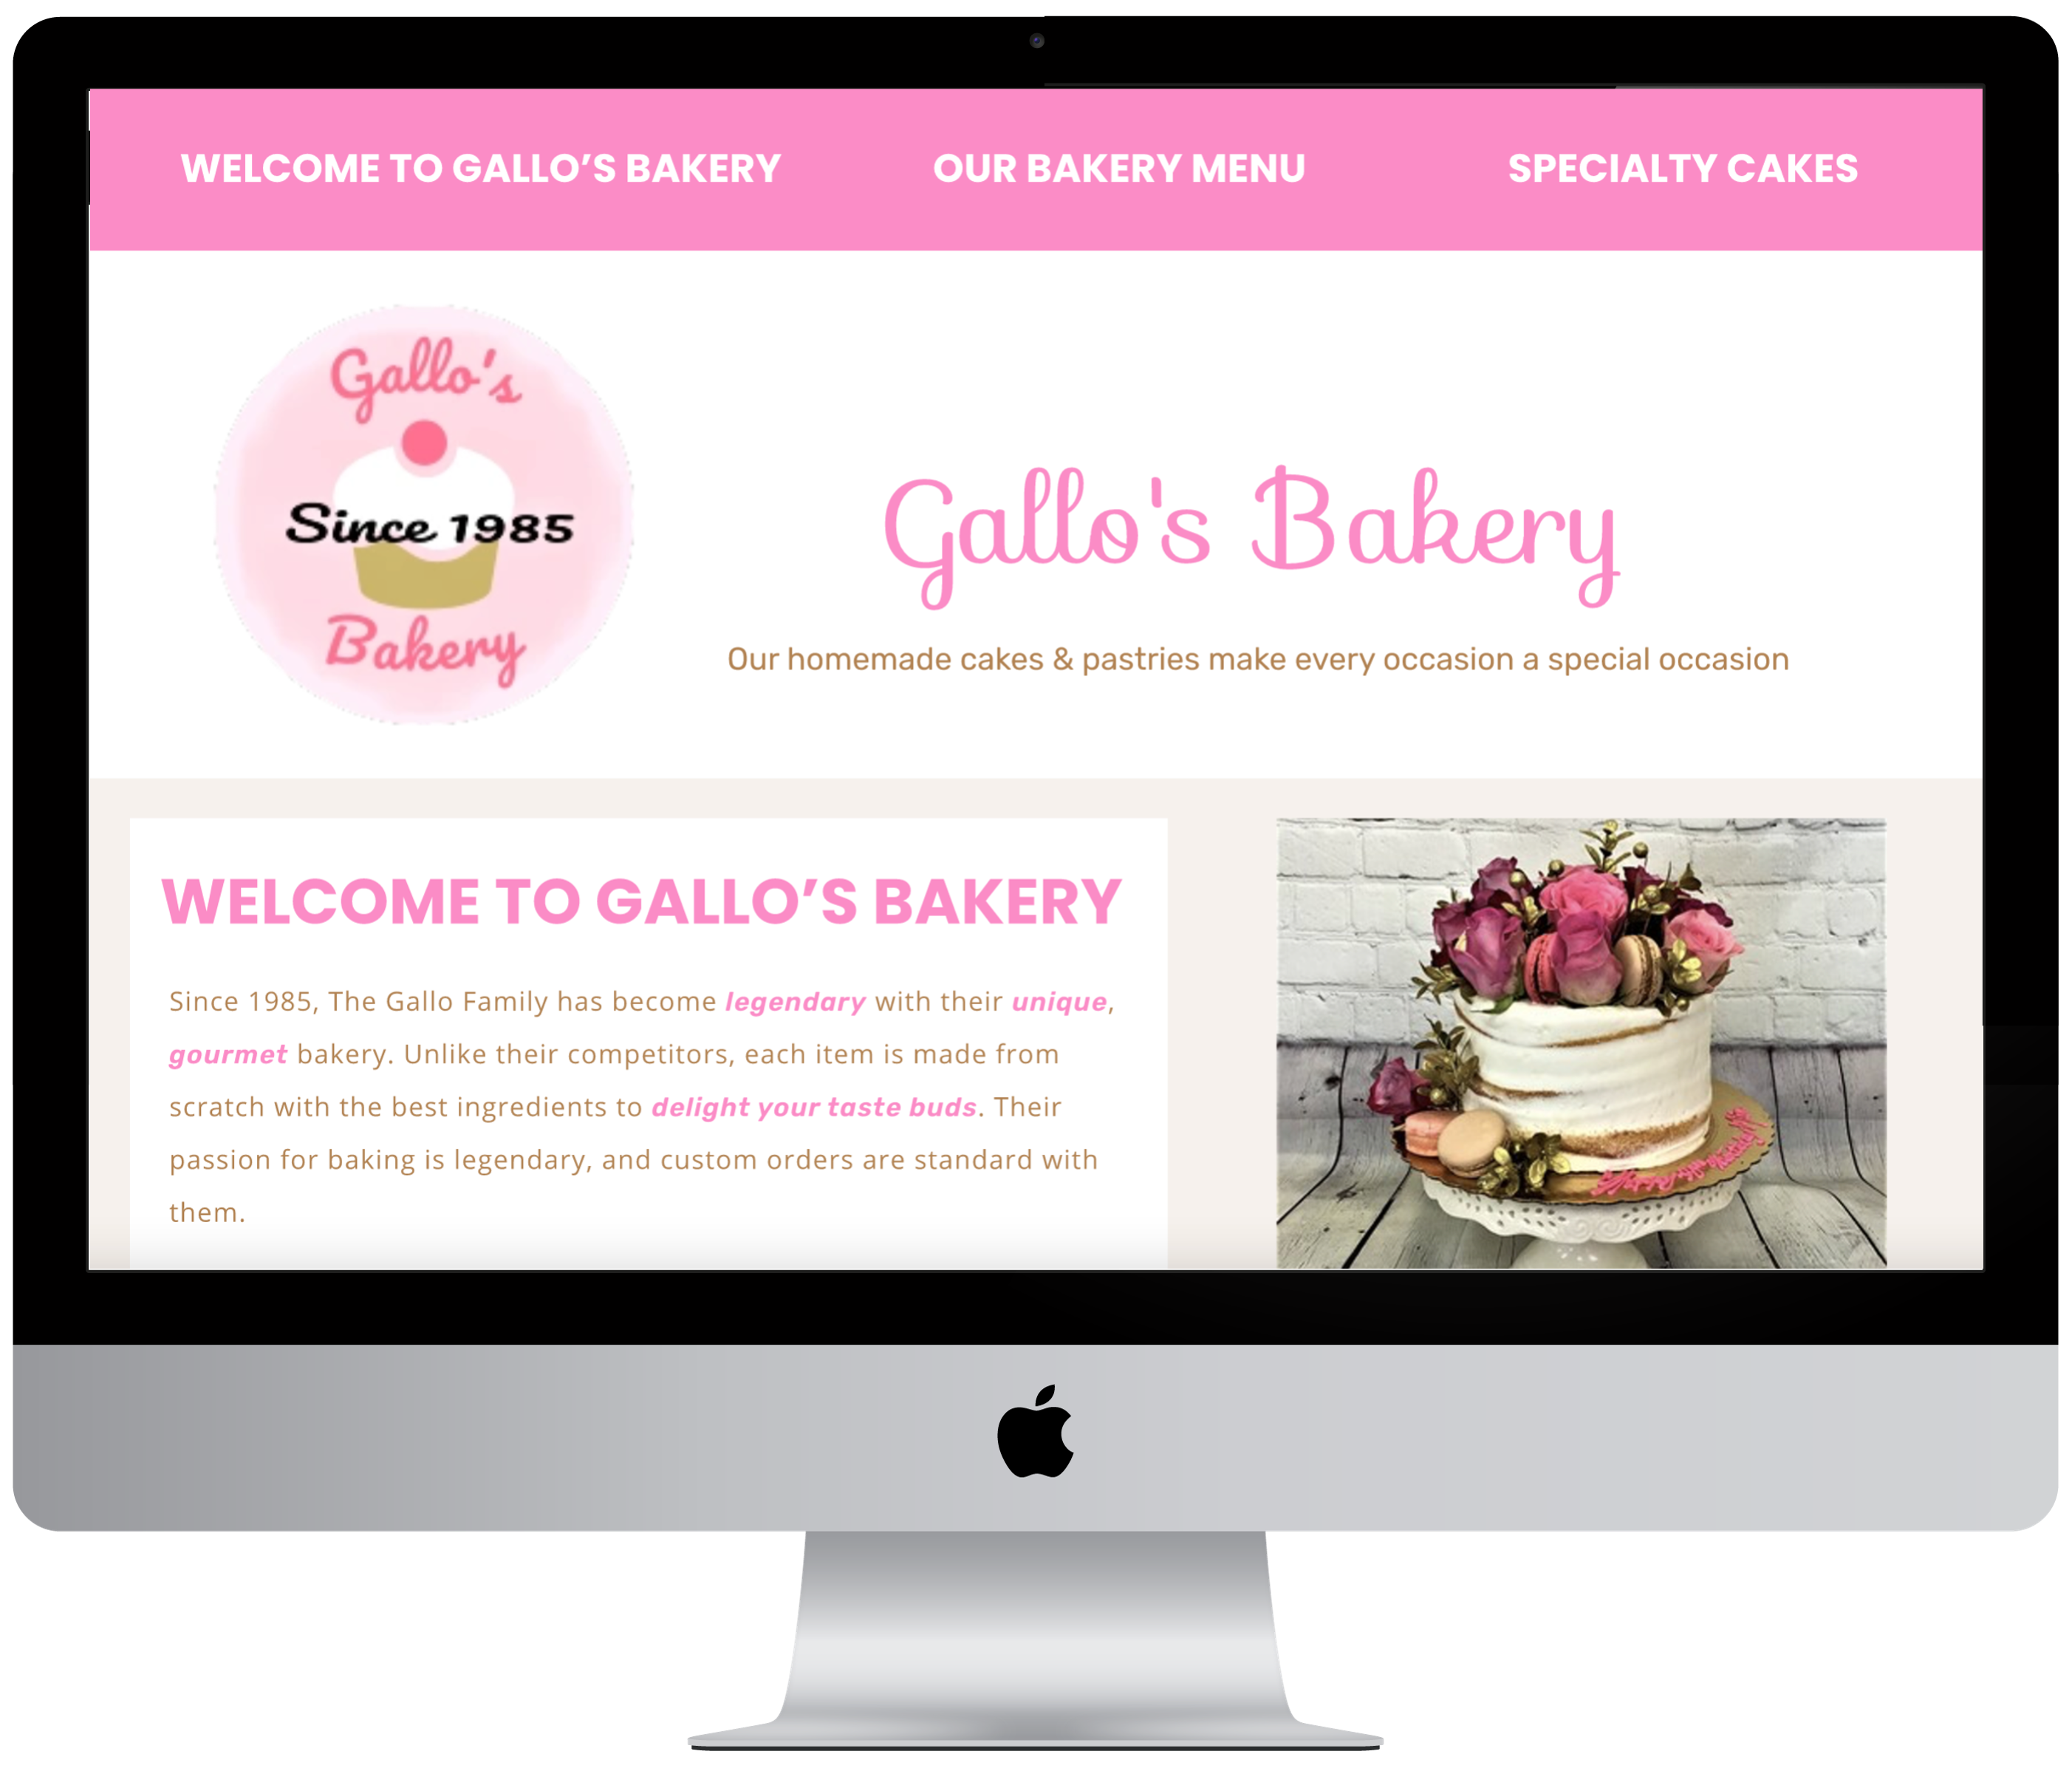 WELCOME TO GALLO’S BAKERY OUR BAKERY MENU SPECIALTY CAKES
Gallo's
Since 1985
Bakery
Gallo's Bakery
Our homemade cakes & pastries make every occasion a special occasion
WELCOME TO GALLO’S BAKERY
Since 1985, The Gallo Family has become legendary with their unique,
gourmet bakery. Unlike their competitors, each item is made from
scratch with the best ingredients to delight your taste buds. Their
passion for baking is legendary, and custom orders are standard with
them.